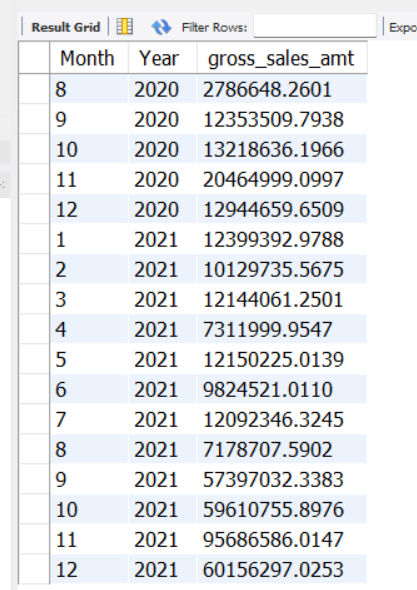 Result Grid Filter Rows: Expo
Month Year gross_sales_amt
8 2020 2786648.2601
9 2020 12353509.7938
10 2020 13218636.1966
11 2020 20464999.0997
12 2020 12944659.6509
1 2021 12399392.9788
2 2021 10129735.5675
3 2021 12144061.2501
4 2021 7311999.9547
5 2021 12150225.0139
6 2021 9824521.0110
7 2021 12092346.3245
8 2021 7178707.5902
9 2021 57397032.3383
10 2021 59610755.8976
11 2021 95686586.0147
12 2021 60156297.0253